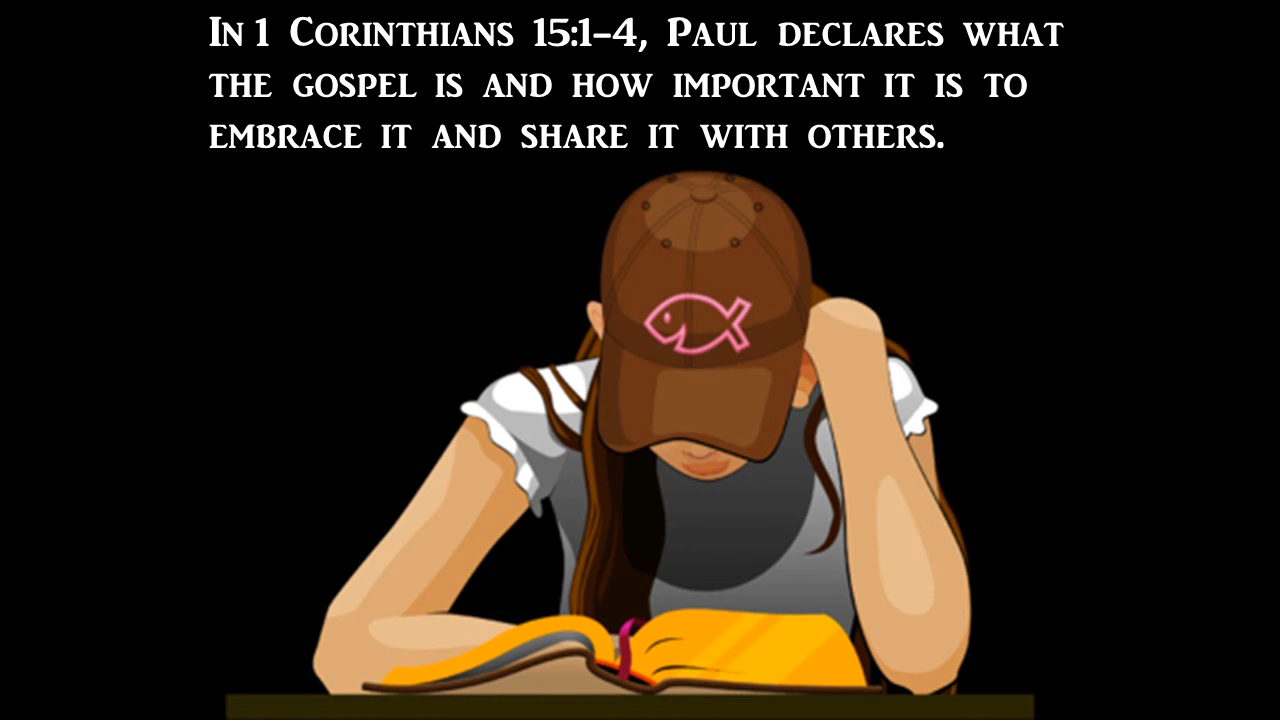 In 1 Corinthians 15:1–4, Paul declares what
the gospel is and how important it is to
embrace it and share it with others.